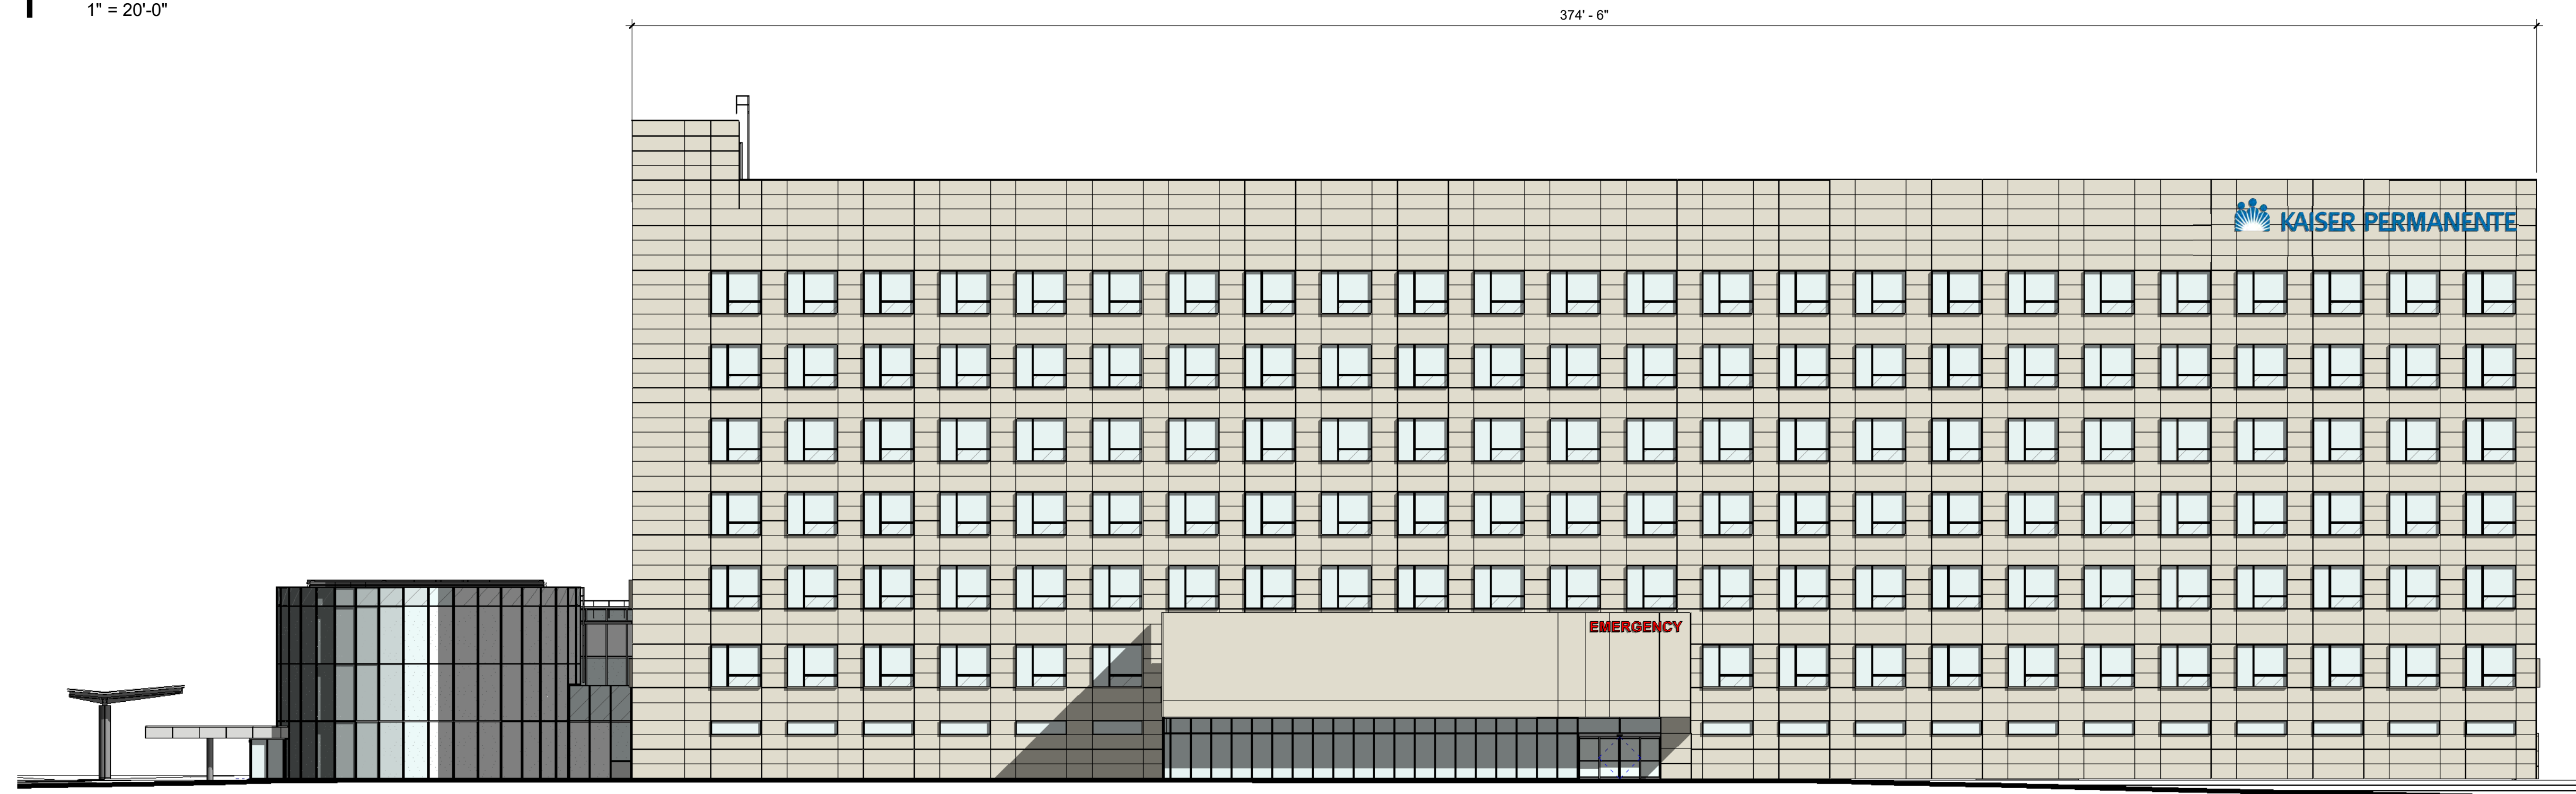 1" = 20'-0"
374' - 6"
KAISER PERMANENTE
EMERGENCY